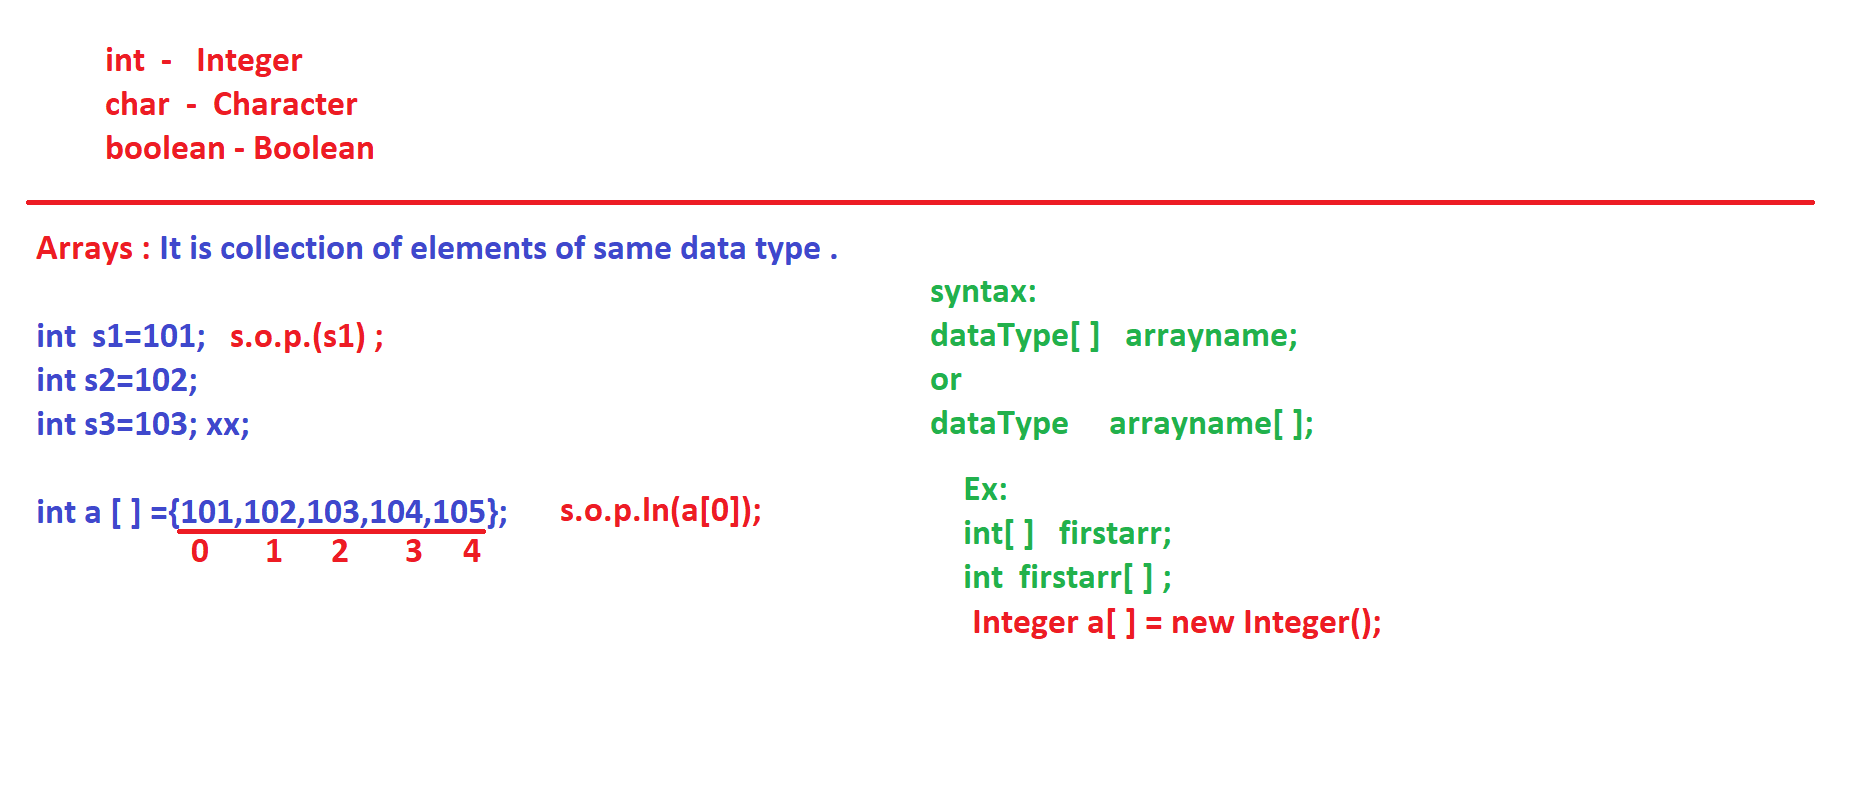 int - Integer
char - Character
boolean - Boolean
Arrays : It is collection of elements of same data type .
int s1=101; s.o.p.(s1) ;
int s2=102;
int s3=103; xx;
int a [ ] ={101,102,103,104,105}; s.o.p.ln(a[0]);
0 1 2 3 4
syntax:
dataType[ ] arrayname;
or
dataType arrayname[ ];
Ex:
int[ ] firstarr;
int firstarr[ ] ;
Integer a[ ] = new Integer();